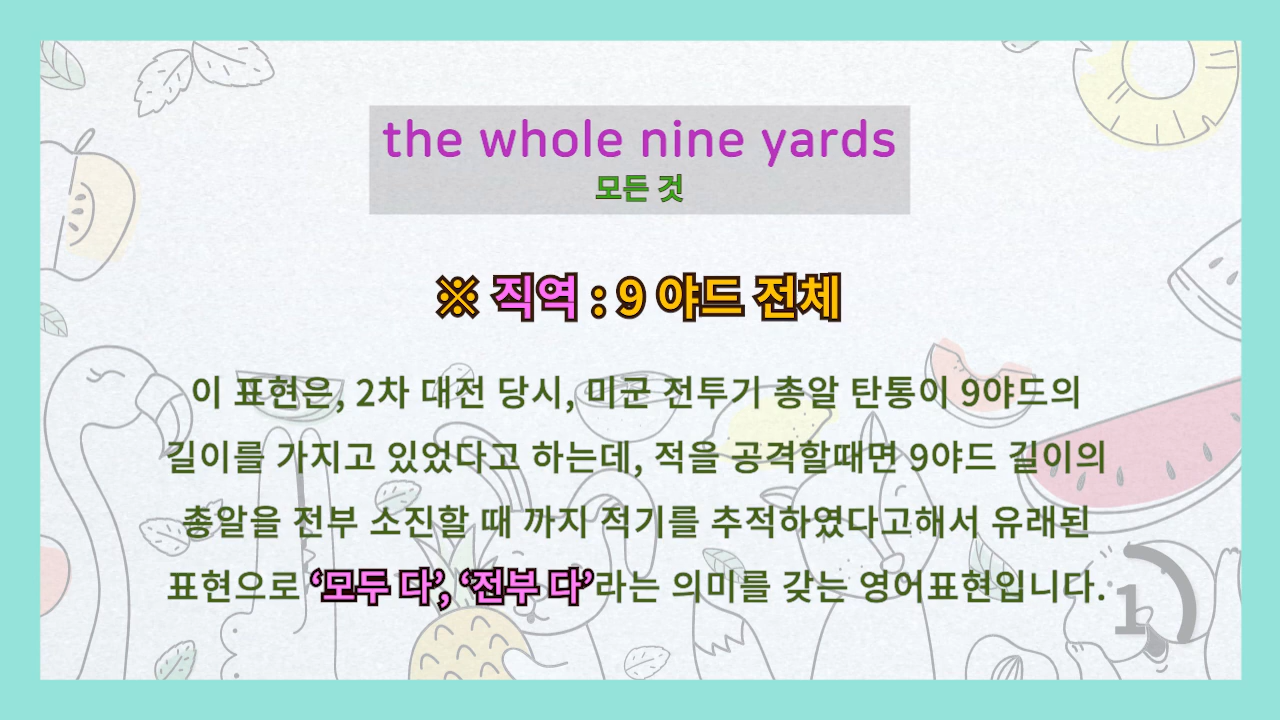 the whole nine yards
모든 것
※ 직역 : 9 야드 전체
이 표현은, 2차 대전 당시, 미군 전투기 총알 탄통이 9야드의
길이를 가지고 있었다고 하는데, 적을 공격할때면 9야드 길이의
총알을 전부 소진할 때 까지 적기를 추적하였다고해서 유래된
표현으로 ‘모두 다’, ‘전부 다’라는 의미를 갖는 영어표현입니다.
1